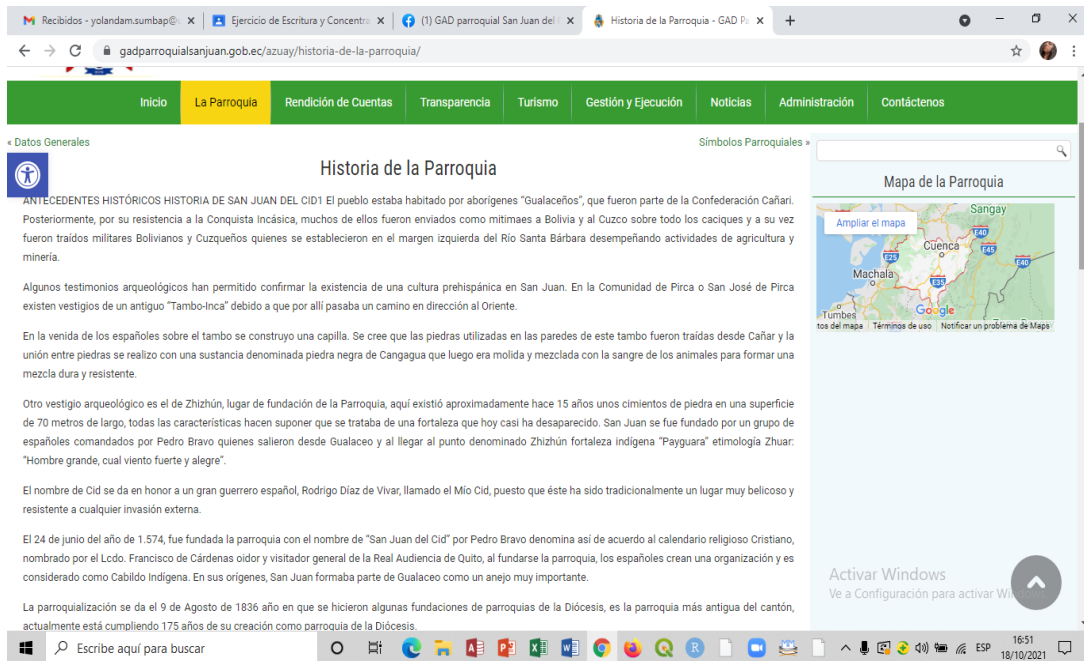 Recibidos - yolandam.sumbap@
Ejercicio de Escritura y Concentra
(1) GAD parroquial San Juan del
Historia de la Parroquia - GAD Pa
gadparroquialsanjuan.gob.ec/azuay/historia-de-la-parroquia/
Inicio
La Parroquia
Rendición de Cuentas
Transparencia
Turismo
Gestión y Ejecución
Noticias
Administración
Contáctenos
« Datos Generales
Símbolos Parroquiales »
Historia de la Parroquia
ANTECEDENTES HISTÓRICOS HISTORIA DE SAN JUAN DEL CID1 El pueblo estaba habitado por aborígenes “Gualaceños”, que fueron parte de la Confederación Cañari.
Posteriormente, por su resistencia a la Conquista Incásica, muchos de ellos fueron enviados como mitimaes a Bolivia y al Cuzco sobre todo los caciques y a su vez
fueron traídos militares Bolivianos y Cuzqueños quienes se establecieron en el margen izquierda del Río Santa Bárbara desempeñando actividades de agricultura y
minería.
Algunos testimonios arqueológicos han permitido confirmar la existencia de una cultura prehispánica en San Juan. En la Comunidad de Pirca o San José de Pirca
existen vestigios de un antiguo “Tambo-Inca” debido a que por allí pasaba un camino en dirección al Oriente.
En la venida de los españoles sobre el tambo se construyo una capilla. Se cree que las piedras utilizadas en las paredes de este tambo fueron traídas desde Cañar y la
unión entre piedras se realizo con una sustancia denominada piedra negra de Cangagua que luego era molida y mezclada con la sangre de los animales para formar una
mezcla dura y resistente.
Otro vestigio arqueológico es el de Zhizhún, lugar de fundación de la Parroquia, aquí existió aproximadamente hace 15 años unos cimientos de piedra en una superficie
de 70 metros de largo, todas las características hacen suponer que se trataba de una fortaleza que hoy casi ha desaparecido. San Juan se fue fundado por un grupo de
españoles comandados por Pedro Bravo quienes salieron desde Gualaceo y al llegar al punto denominado Zhizhún fortaleza indígena “Payguara” etimología Zhuar:
“Hombre grande, cual viento fuerte y alegre”.
El nombre de Cid se da en honor a un gran guerrero español, Rodrigo Díaz de Vivar, llamado el Mío Cid, puesto que éste ha sido tradicionalmente un lugar muy belicoso y
resistente a cualquier invasión externa.
El 24 de junio del año de 1.574, fue fundada la parroquia con el nombre de “San Juan del Cid” por Pedro Bravo denomina así de acuerdo al calendario religioso Cristiano,
nombrado por el Lcdo. Francisco de Cárdenas oidor y visitador general de la Real Audiencia de Quito, al fundarse la parroquia, los españoles crean una organización y es
considerado como Cabildo Indígena. En sus orígenes, San Juan formaba parte de Gualaceo como un anejo muy importante.
La parroquialización se da el 9 de Agosto de 1836 año en que se hicieron algunas fundaciones de parroquias de la Diócesis, es la parroquia más antigua del cantón,
actualmente está cumpliendo 175 años de su creación como parroquia de la Diócesis.
Mapa de la Parroquia
Ampliar el mapa
Sangay
Cuenca
Machala
Tumbes
E40
E45
E25
E40
E35
Google
tos del mapa
Términos de uso
Notificar un problema de Maps
Activar Windows
Ve a Configuración para activar Windows.
Escribe aquí para buscar
ESP
16:51
18/10/2021